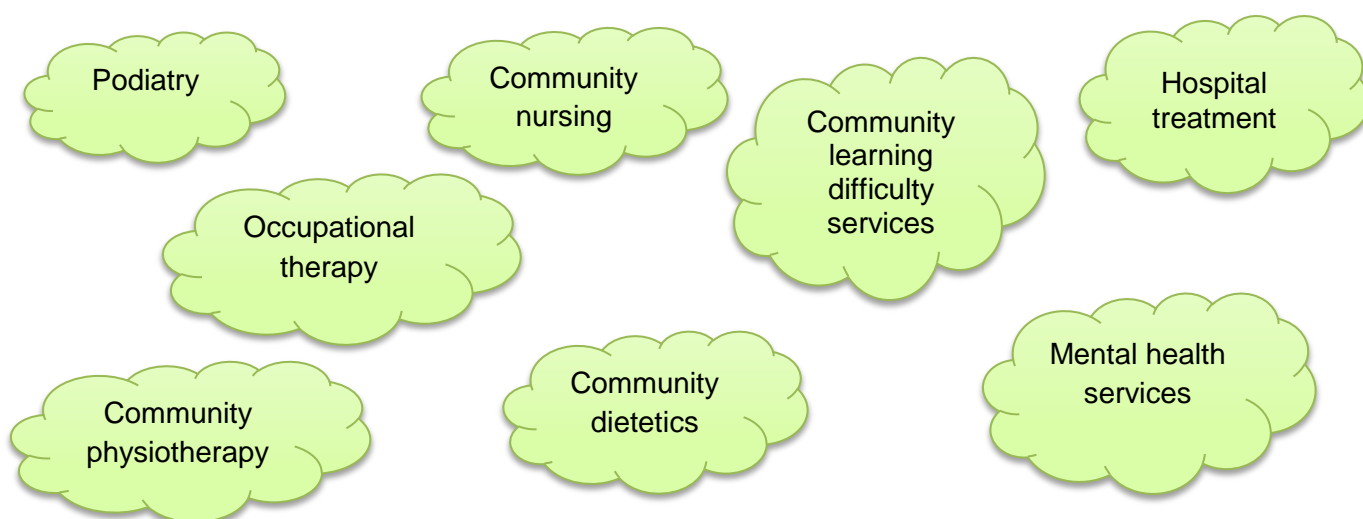 Podiatry
Community
nursing
Community
learning
difficulty
services
Hospital
treatment
Occupational
therapy
Community
physiotherapy
Community
dietetics
Mental health
services